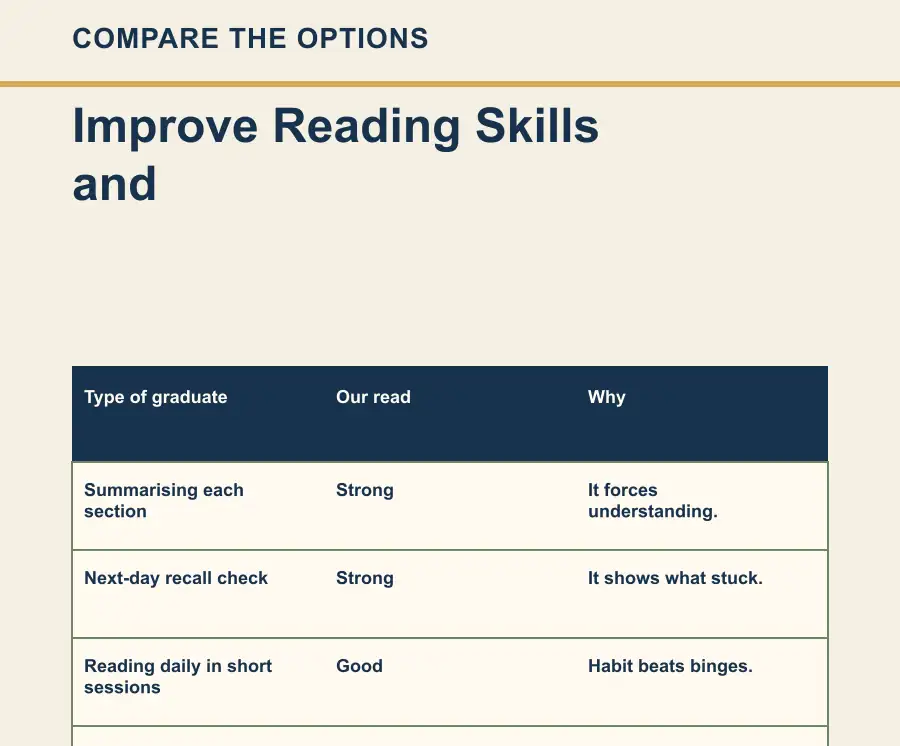 COMPARE THE OPTIONS
Improve Reading Skills
and
Type of graduate
Our read
Why
Summarising each
section
Strong
It forces
understanding.
Next-day recall check
Strong
It shows what stuck.
Reading daily in short
sessions
Good
Habit beats binges.